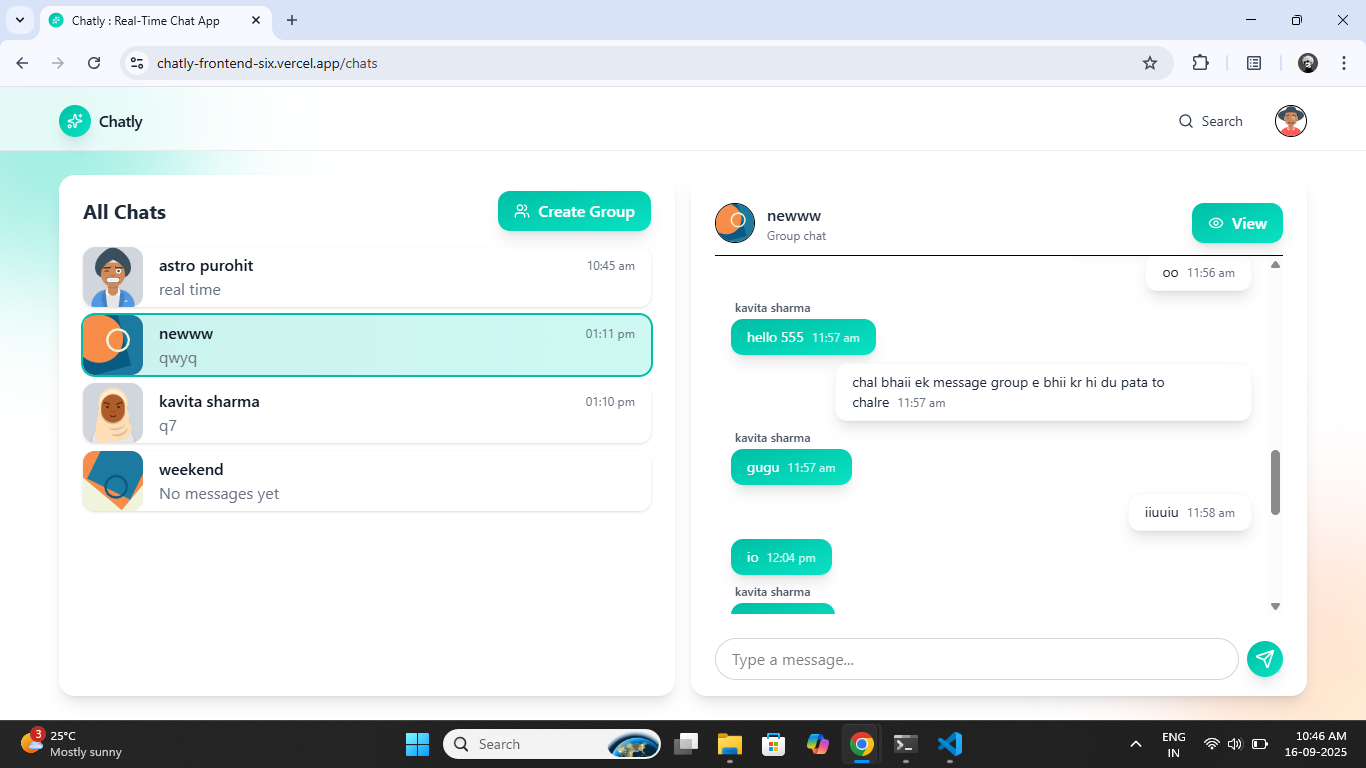 Chatly : Real-Time Chat App
chatly-frontend-six.vercel.app/chats
Chatly
Search
All Chats
Create Group
astro purohit 10:45 am
real time
newww 01:11 pm
qwyq
kavita sharma 01:10 pm
q7
weekend
No messages yet
newww
Group chat
View
oo 11:56 am
kavita sharma
hello 555 11:57 am
chal bhaii ek message group e bhii kr hi du pata to
chalre 11:57 am
kavita sharma
gugu 11:57 am
iiuuiu 11:58 am
io 12:04 pm
kavita sharma
Type a message...
3
25°C
Mostly sunny
Search
ENG
IN
10:46 AM
16-09-2025